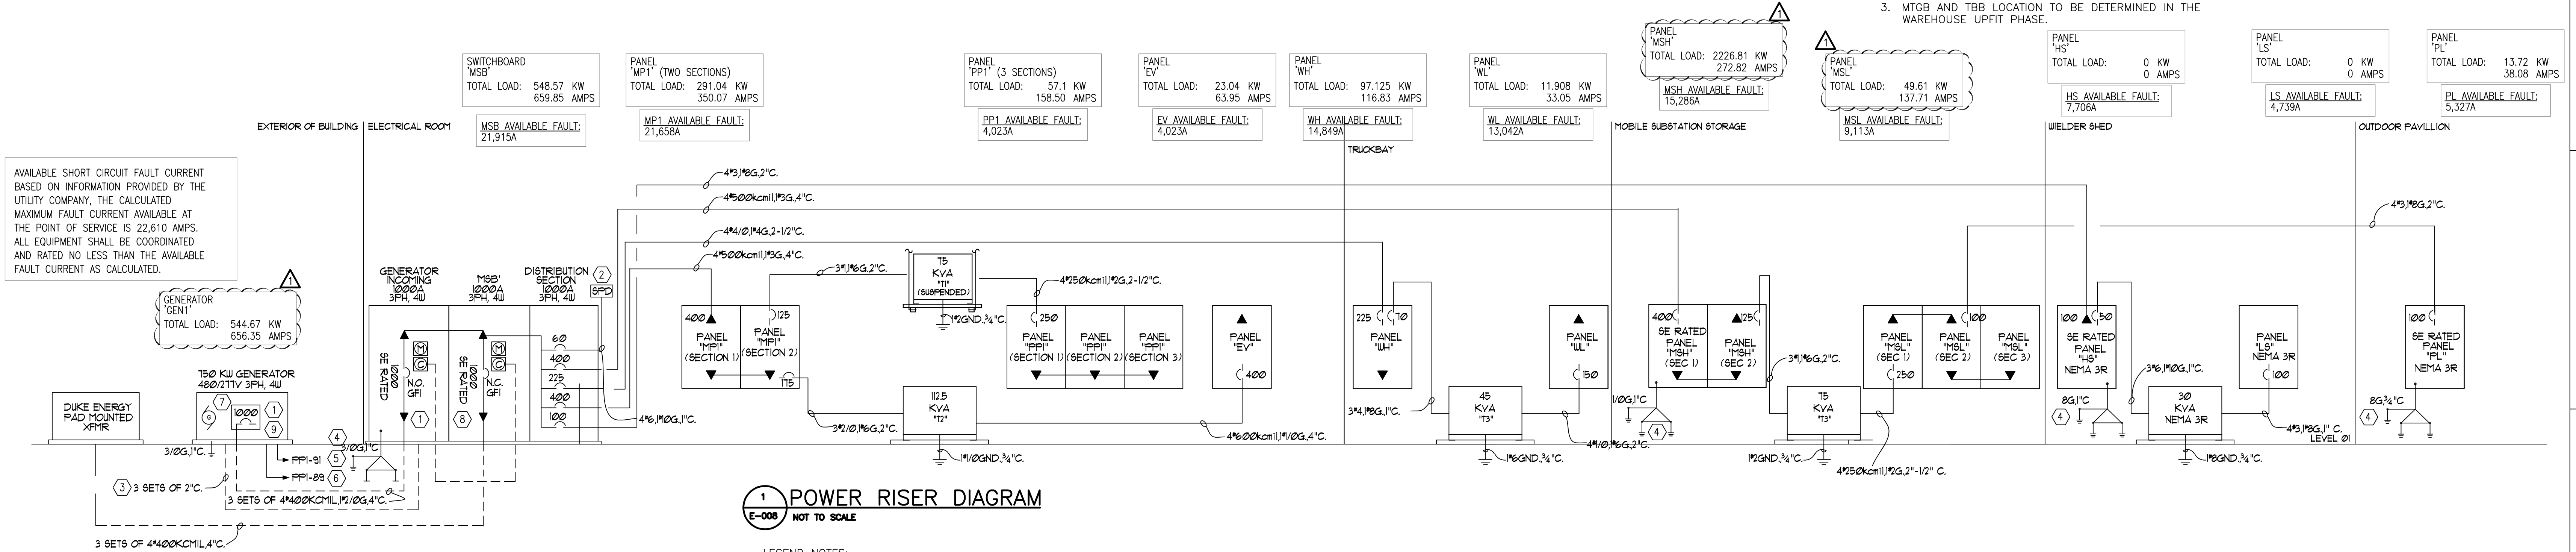 3. MTGB AND TBB LOCATION TO BE DETERMINED IN THE
WAREHOUSE UPFIT PHASE.
1
PANEL
'MSH'
TOTAL LOAD: 2226.81 KW
272.82 AMPS
MSH AVAILABLE FAULT:
15,286A
1
PANEL
'MSL'
TOTAL LOAD: 49.61 KW
137.71 AMPS
MSL AVAILABLE FAULT:
9,113A
SWITCHBOARD
'MSB'
TOTAL LOAD: 548.57 KW
659.85 AMPS
MSB AVAILABLE FAULT:
21,915A
PANEL
'MP1' (TWO SECTIONS)
TOTAL LOAD: 291.04 KW
350.07 AMPS
MP1 AVAILABLE FAULT:
21,658A
PANEL
'PP1' (3 SECTIONS)
TOTAL LOAD: 57.1 KW
158.50 AMPS
PP1 AVAILABLE FAULT:
4,023A
PANEL
'EV'
TOTAL LOAD: 23.04 KW
63.95 AMPS
EV AVAILABLE FAULT:
4,023A
PANEL
'WH'
TOTAL LOAD: 97.125 KW
116.83 AMPS
WH AVAILABLE FAULT:
14,849A
PANEL
'WL'
TOTAL LOAD: 11.908 KW
33.05 AMPS
WL AVAILABLE FAULT:
13,042A
PANEL
'HS'
TOTAL LOAD: 0 KW
0 AMPS
HS AVAILABLE FAULT:
7,706A
PANEL
'LS'
TOTAL LOAD: 0 KW
0 AMPS
LS AVAILABLE FAULT:
4,739A
PANEL
'PL'
TOTAL LOAD: 13.72 KW
38.08 AMPS
PL AVAILABLE FAULT:
5,327A
EXTERIOR OF BUILDING
ELECTRICAL ROOM
TRUCKBAY
MOBILE SUBSTATION STORAGE
WIELDER SHED
OUTDOOR PAVILLION
AVAILABLE SHORT CIRCUIT FAULT CURRENT
BASED ON INFORMATION PROVIDED BY THE
UTILITY COMPANY, THE CALCULATED
MAXIMUM FAULT CURRENT AVAILABLE AT
THE POINT OF SERVICE IS 22,610 AMPS.
ALL EQUIPMENT SHALL BE COORDINATED
AND RATED NO LESS THAN THE AVAILABLE
FAULT CURRENT AS CALCULATED.
1
GENERATOR
'GEN1'
TOTAL LOAD: 544.67 KW
656.35 AMPS
4#3,1#8G,2"C.
4#500kcmil,1#3G,4"C.
4#4/0,1#4G,2-1/2"C.
4#500kcmil,1#3G,4"C.
4#3,1#8G,2"C.
GENERATOR
INCOMING
1000A
3PH, 4W
'MSB'
1000A
3PH, 4W
DISTRIBUTION
SECTION
1000A
3PH, 4W
2
SPD
M
C
SE RATED
1000
N.O.
GFI
1
M
C
SE RATED
1000
N.C.
GFI
8
60
400
225
400
100
4#6,1#10G,1"C.
750 KW GENERATOR
480/277V 3PH, 4W
G
7
1000
1
9
DUKE ENERGY
PAD MOUNTED
XFMR
3/0G,1"C.
PP1-91
5
PP1-89
6
4
3/0G,1"C
3
3 SETS OF 2"C.
3 SETS OF 4#400KCMIL,1#2/0G,4"C.
3 SETS OF 4#400KCMIL,4"C.
400
PANEL
"MP1"
(SECTION 1)
125
PANEL
"MP1"
(SECTION 2)
175
3#1,1#6G,2"C.
75
KVA
"T1"
(SUSPENDED)
1#2GND.,3/4"C.
4#250kcmil,1#2G,2-1/2"C.
250
PANEL
"PP1"
(SECTION 1)
PANEL
"PP1"
(SECTION 2)
PANEL
"PP1"
(SECTION 3)
112.5
KVA
"T2"
3#2/0,1#6G,2"C.
1#1/0GND.,3/4"C.
PANEL
"EV"
400
4#600kcmil,1#1/0G,4"C.
225
70
PANEL
"WH"
3#4,1#8G,1"C.
45
KVA
"T3"
1#6GND.,3/4"C.
PANEL
"WL"
150
4#1/0,1#6G,2"C.
400
SE RATED
PANEL
"MSH"
(SEC 1)
125
PANEL
"MSH"
(SEC 2)
1/0G,1"C
4
3#1,1#6G,2"C.
75
KVA
"T3"
1#2GND.,3/4"C.
PANEL
"MSL"
(SEC 1)
250
100
PANEL
"MSL"
(SEC 2)
PANEL
"MSL"
(SEC 3)
4#250kcmil,1#2G,2"-1/2" C.
100
50
SE RATED
PANEL
"HS"
NEMA 3R
8G,1"C
4
3#6,1#10G,1"C.
30
KVA
NEMA 3R
1#8GND.,3/4"C.
PANEL
"LS"
NEMA 3R
100
4#3,1#8G,1" C.
LEVEL 01
100
SE RATED
PANEL
"PL"
NEMA 3R
8G,3/4"C
4
1
E-008
POWER RISER DIAGRAM
NOT TO SCALE
LEGEND NOTES: